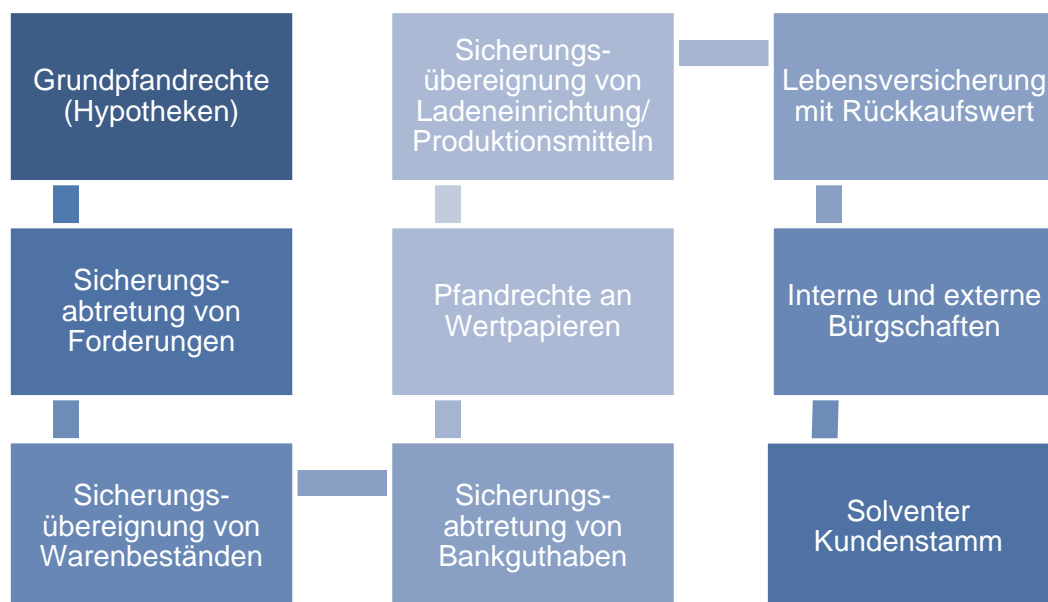 Grundpfandrechte
(Hypotheken)
Sicherungs-
abtretung von
Forderungen
Sicherungs-
übereignung von
Warenbeständen
Sicherungs-
abtretung von
Bankguthaben
Pfandrechte an
Wertpapieren
Sicherungs-
übereignung von
Ladeneinrichtung/
Produktionsmitteln
Lebensversicherung
mit Rückkaufswert
Interne und externe
Bürgschaften
Solventer
Kundenstamm